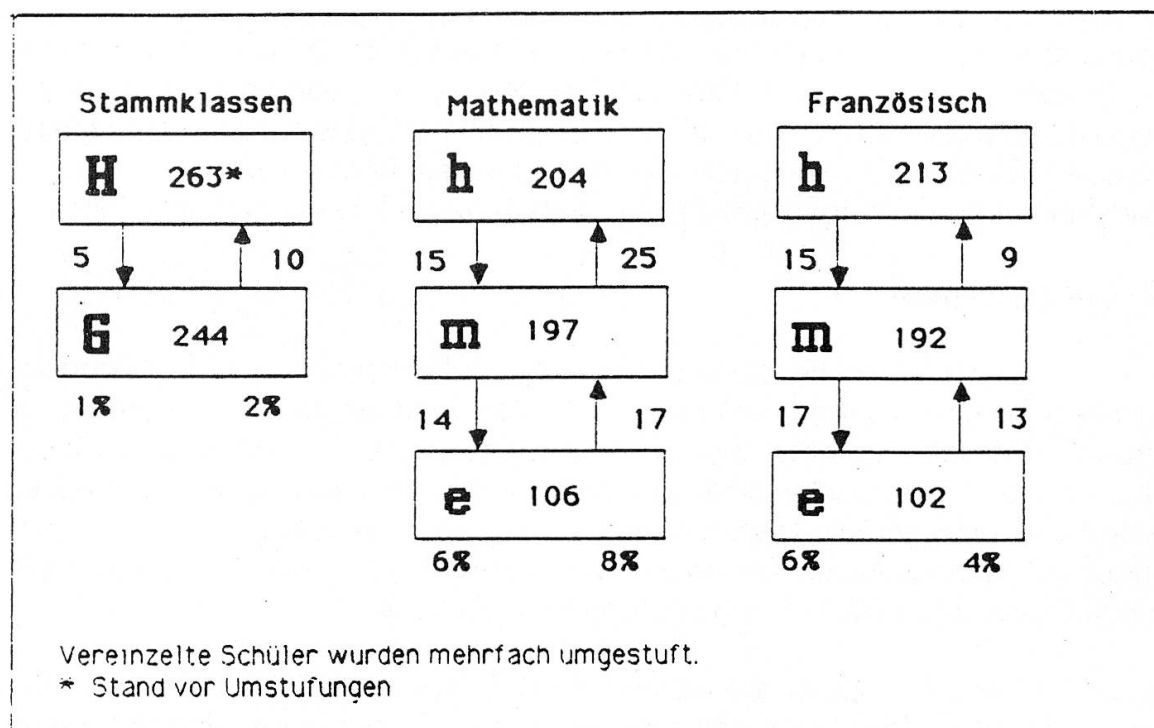 Stammklassen Mathematik Französisch
H 263* h 204 h 213
5 10 15 25 15 9
G 244 m 197 m 192
1% 2% 14 17 17 13
e 106 e 102
6% 8% 6% 4%
Vereinzelte Schüler wurden mehrfach umgestuft.
* Stand vor Umstufungen